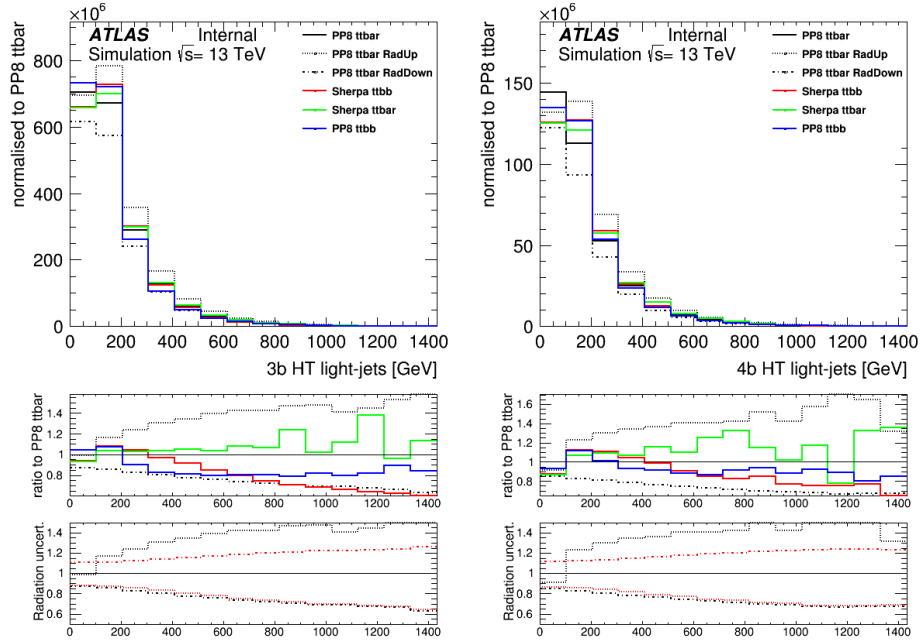 ×10⁶
ATLAS Internal
Simulation √s= 13 TeV
PP8 ttbar
PP8 ttbar RadUp
PP8 ttbar RadDown
Sherpa ttbb
Sherpa ttbar
PP8 ttbb
normalised to PP8 ttbar
800
600
400
200
0
0 200 400 600 800 1000 1200 1400
3b HT light-jets [GeV]
ratio to PP8 ttbar
1.4
1.2
1
0.8
0 200 400 600 800 1000 1200 1400
Radiation uncert.
1.4
1.2
1
0.8
0.6
0 200 400 600 800 1000 1200 1400
×10⁶
ATLAS Internal
Simulation √s= 13 TeV
PP8 ttbar
PP8 ttbar RadUp
PP8 ttbar RadDown
Sherpa ttbb
Sherpa ttbar
PP8 ttbb
normalised to PP8 ttbar
150
100
50
0
0 200 400 600 800 1000 1200 1400
4b HT light-jets [GeV]
ratio to PP8 ttbar
1.6
1.4
1.2
1
0.8
0 200 400 600 800 1000 1200 1400
Radiation uncert.
1.4
1.2
1
0.8
0.6
0 200 400 600 800 1000 1200 1400